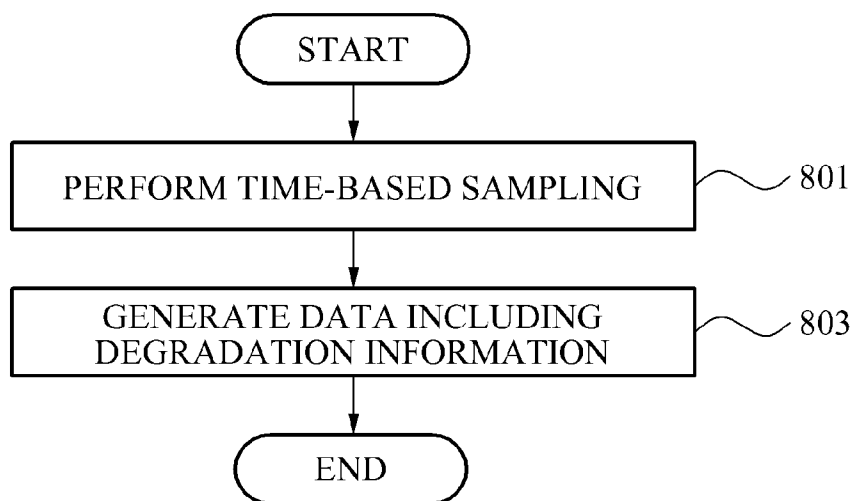 START
PERFORM TIME-BASED SAMPLING
801
GENERATE DATA INCLUDING
DEGRADATION INFORMATION
803
END